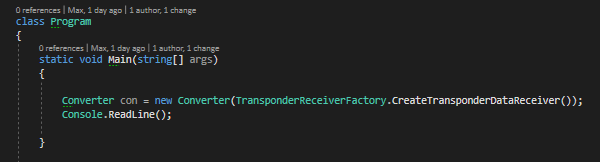 0 references | Max, 1 day ago | 1 author, 1 change
class Program
{
0 references | Max, 1 day ago | 1 author, 1 change
static void Main(string[] args)
{
Converter con = new Converter(TransponderReceiverFactory.CreateTransponderDataReceiver());
Console.ReadLine();
}